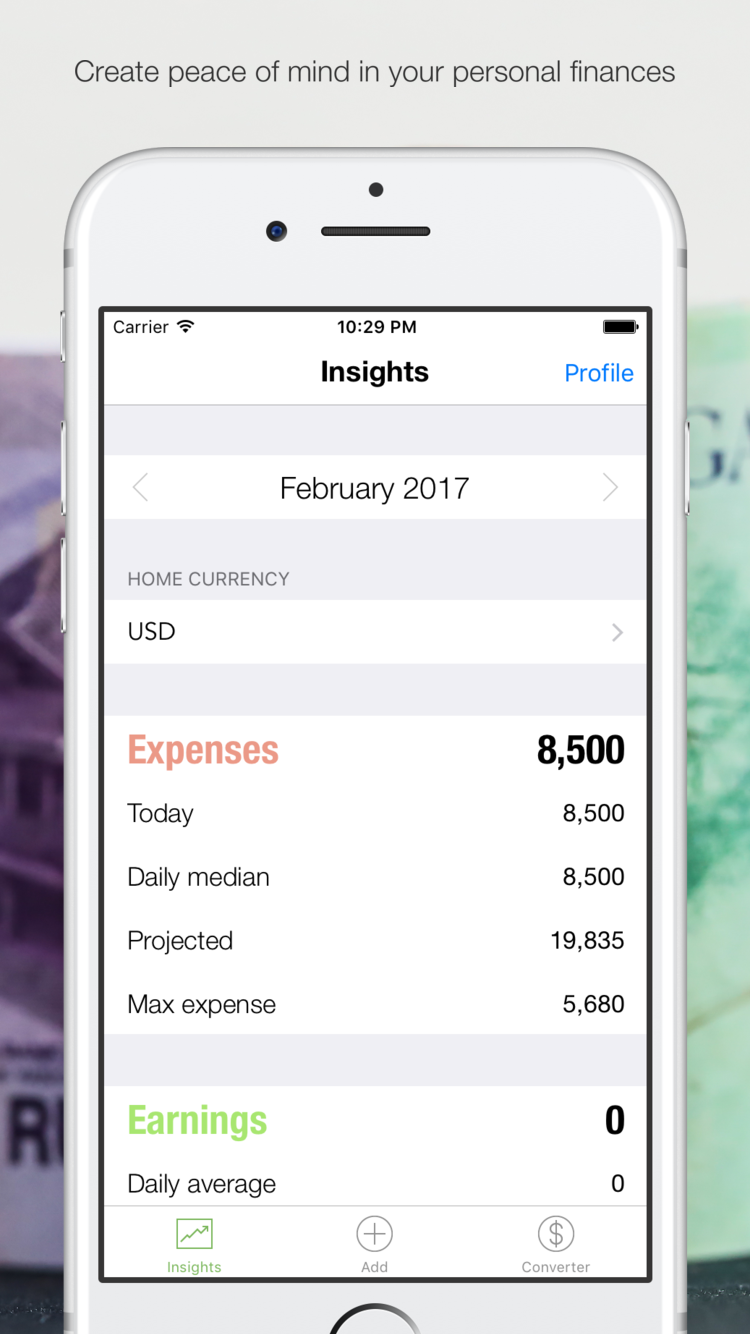 Create peace of mind in your personal finances
Carrier 10:29 PM
Insights Profile
February 2017
HOME CURRENCY
USD
Expenses 8,500
Today 8,500
Daily median 8,500
Projected 19,835
Max expense 5,680
Earnings 0
Daily average 0
Insights Add Converter